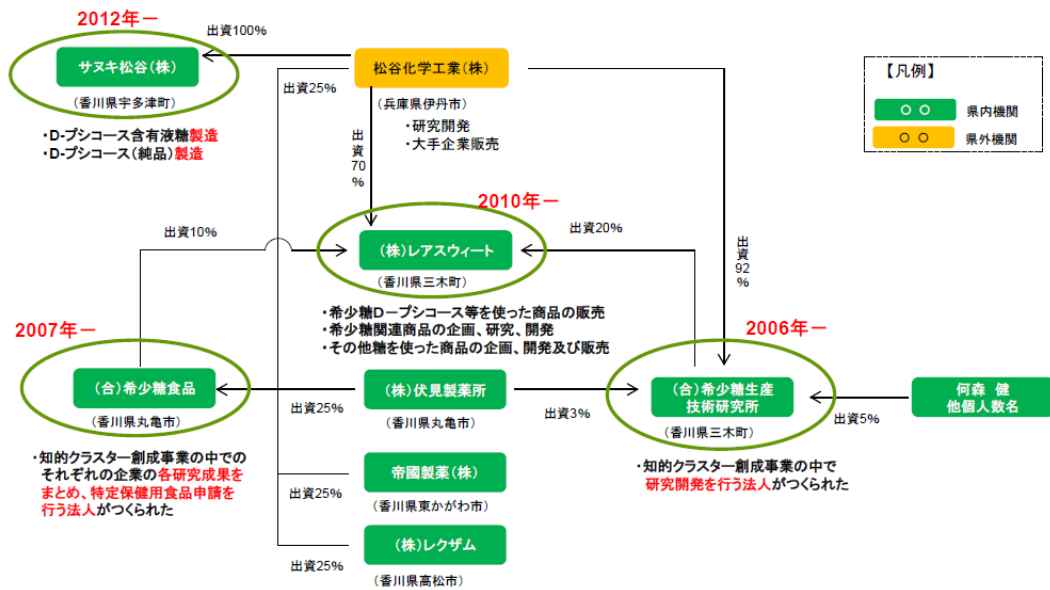 2012年－
出資100%
サヌキ松谷（株）
（香川県宇多津町）
・D-プシコース含有液糖製造
・D-プシコース（純品）製造
松谷化学工業（株）
（兵庫県伊丹市）
・研究開発
・大手企業販売
出資25%
出資70%
【凡例】
○ ○
県内機関
○ ○
県外機関
2010年－
出資10%
（株）レアスウィート
出資20%
（香川県三木町）
出資92%
・希少糖Ｄ－プシコース等を使った商品の販売
・希少糖関連商品の企画、研究、開発
・その他糖を使った商品の企画、開発及び販売
2007年－
（合）希少糖食品
（香川県丸亀市）
・知的クラスター創成事業の中での
それぞれの企業の各研究成果を
まとめ、特定保健用食品申請を
行う法人がつくられた
出資25%
（株）伏見製薬所
（香川県丸亀市）
出資3%
2006年－
（合）希少糖生産
技術研究所
（香川県三木町）
・知的クラスター創成事業の中で
研究開発を行う法人がつくられた
何森　健
他個人数名
出資5%
帝國製薬（株）
出資25%
（香川県東かがわ市）
（株）レクザム
出資25%
（香川県高松市）